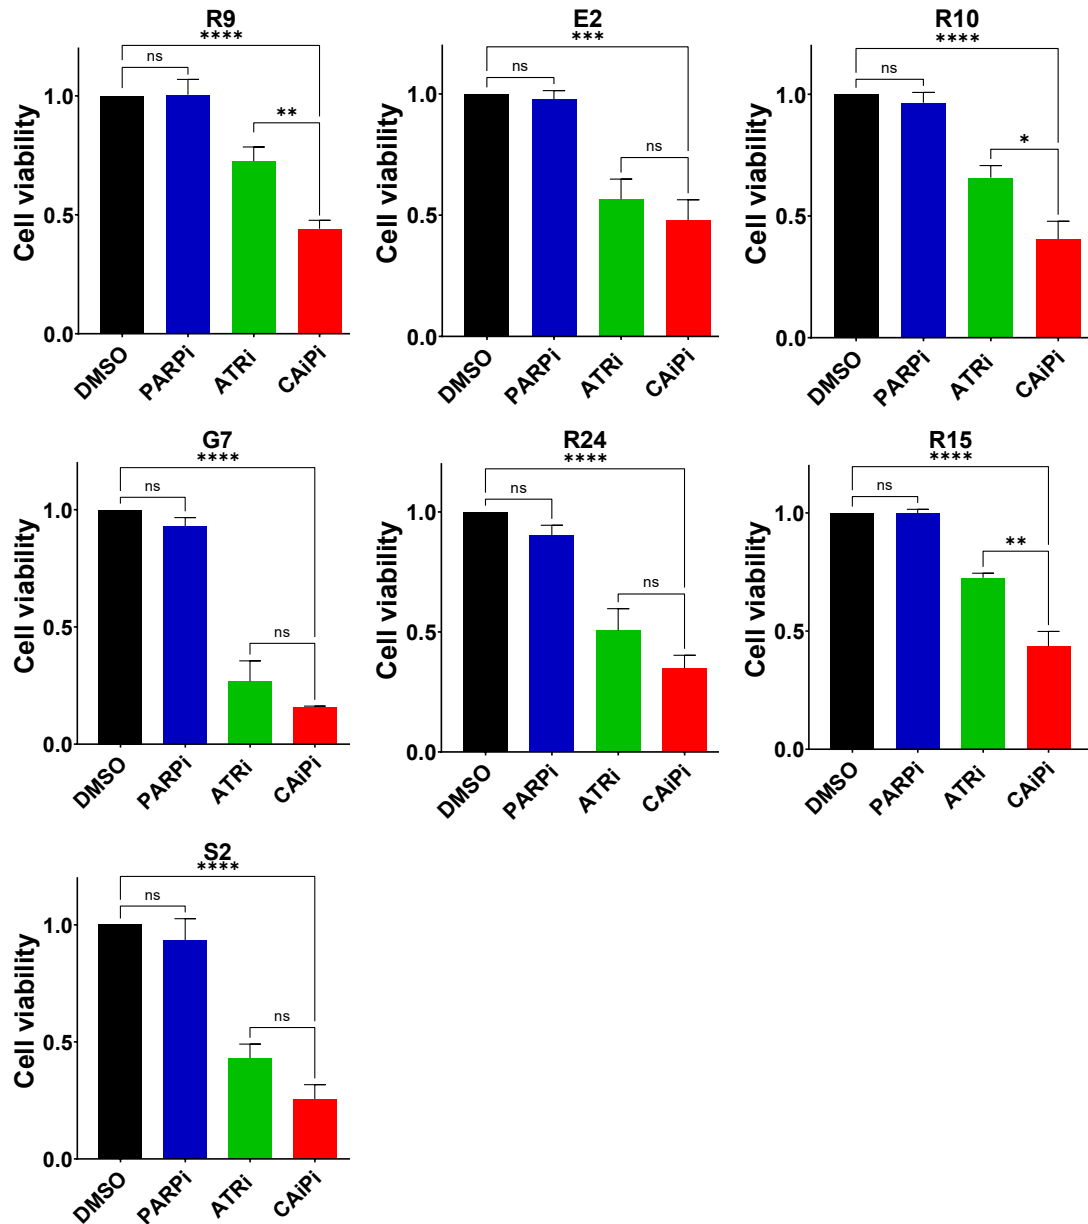 R9
****
ns
**
1.0
0.5
0.0
Cell viability
DMSO
PARPi
ATRi
CAiPi
E2
***
ns
ns
1.0
0.5
0.0
Cell viability
DMSO
PARPi
ATRi
CAiPi
R10
****
ns
*
1.0
0.5
0.0
Cell viability
DMSO
PARPi
ATRi
CAiPi
G7
****
ns
ns
1.0
0.5
0.0
Cell viability
DMSO
PARPi
ATRi
CAiPi
R24
****
ns
ns
1.0
0.5
0.0
Cell viability
DMSO
PARPi
ATRi
CAiPi
R15
****
ns
**
1.0
0.5
0.0
Cell viability
DMSO
PARPi
ATRi
CAiPi
S2
****
ns
ns
1.0
0.5
0.0
Cell viability
DMSO
PARPi
ATRi
CAiPi